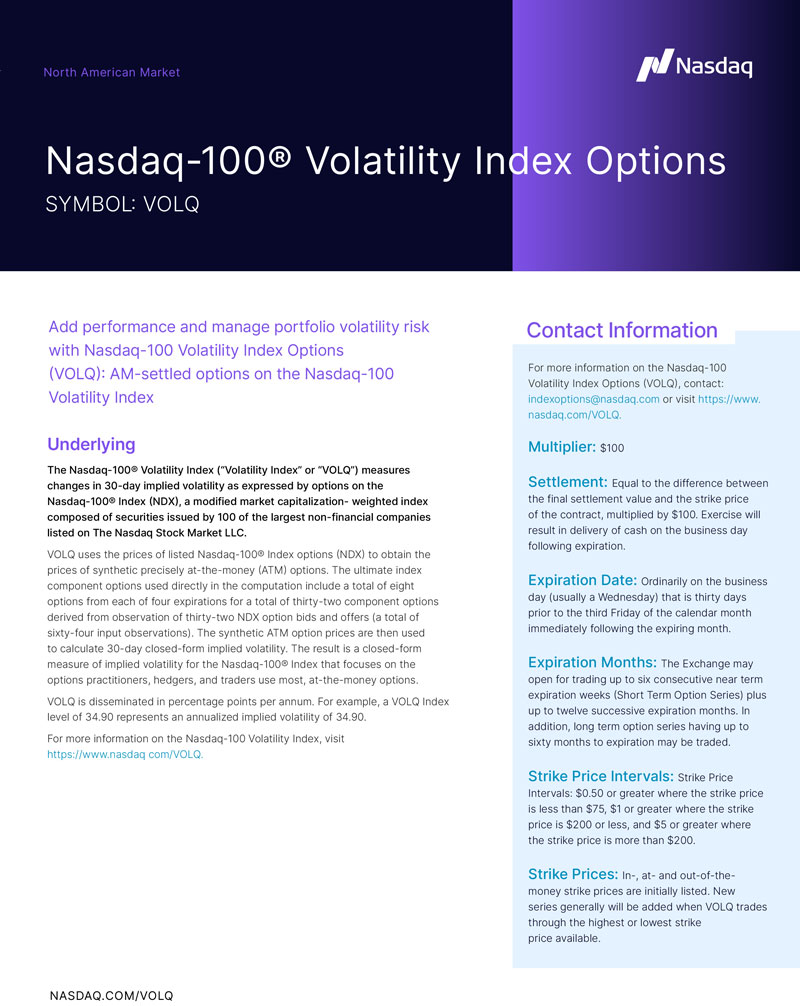 North American Market
Nasdaq
Nasdaq-100® Volatility Index Options
SYMBOL: VOLQ
Add performance and manage portfolio volatility risk
with Nasdaq-100 Volatility Index Options
(VOLQ): AM-settled options on the Nasdaq-100
Volatility Index
Underlying
The Nasdaq-100® Volatility Index (“Volatility Index” or “VOLQ”) measures
changes in 30-day implied volatility as expressed by options on the
Nasdaq-100® Index (NDX), a modified market capitalization- weighted index
composed of securities issued by 100 of the largest non-financial companies
listed on The Nasdaq Stock Market LLC.
VOLQ uses the prices of listed Nasdaq-100® Index options (NDX) to obtain the
prices of synthetic precisely at-the-money (ATM) options. The ultimate index
component options used directly in the computation include a total of eight
options from each of four expirations for a total of thirty-two component options
derived from observation of thirty-two NDX option bids and offers (a total of
sixty-four input observations). The synthetic ATM option prices are then used
to calculate 30-day closed-form implied volatility. The result is a closed-form
measure of implied volatility for the Nasdaq-100® Index that focuses on the
options practitioners, hedgers, and traders use most, at-the-money options.
VOLQ is disseminated in percentage points per annum. For example, a VOLQ Index
level of 34.90 represents an annualized implied volatility of 34.90.
For more information on the Nasdaq-100 Volatility Index, visit
https://www.nasdaq com/VOLQ.
Contact Information
For more information on the Nasdaq-100
Volatility Index Options (VOLQ), contact:
indexoptions@nasdaq.com or visit https://www.
nasdaq.com/VOLQ.
Multiplier: $100
Settlement: Equal to the difference between
the final settlement value and the strike price
of the contract, multiplied by $100. Exercise will
result in delivery of cash on the business day
following expiration.
Expiration Date: Ordinarily on the business
day (usually a Wednesday) that is thirty days
prior to the third Friday of the calendar month
immediately following the expiring month.
Expiration Months: The Exchange may
open for trading up to six consecutive near term
expiration weeks (Short Term Option Series) plus
up to twelve successive expiration months. In
addition, long term option series having up to
sixty months to expiration may be traded.
Strike Price Intervals: Strike Price
Intervals: $0.50 or greater where the strike price
is less than $75, $1 or greater where the strike
price is $200 or less, and $5 or greater where
the strike price is more than $200.
Strike Prices: In-, at- and out-of-the-
money strike prices are initially listed. New
series generally will be added when VOLQ trades
through the highest or lowest strike
price available.
NASDAQ.COM/VOLQ